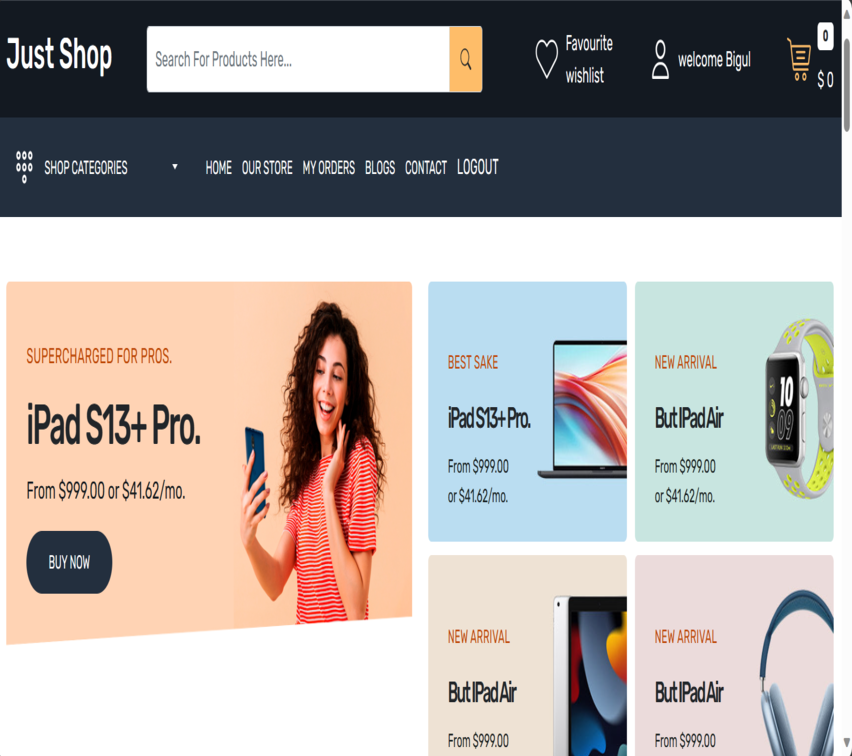 Just Shop
Search For Products Here...
Favourite
wishlist
welcome Bigul
0
$ 0
SHOP CATEGORIES
HOME OUR STORE MY ORDERS BLOGS CONTACT LOGOUT
SUPERCHARGED FOR PROS.
iPad S13+ Pro.
From $999.00 or $41.62/mo.
BUY NOW
BEST SAKE
iPad S13+ Pro.
From $999.00
or $41.62/mo.
NEW ARRIVAL
But IPad Air
From $999.00
or $41.62/mo.
10
09
NEW ARRIVAL
But IPad Air
From $999.00
NEW ARRIVAL
But IPad Air
From $999.00